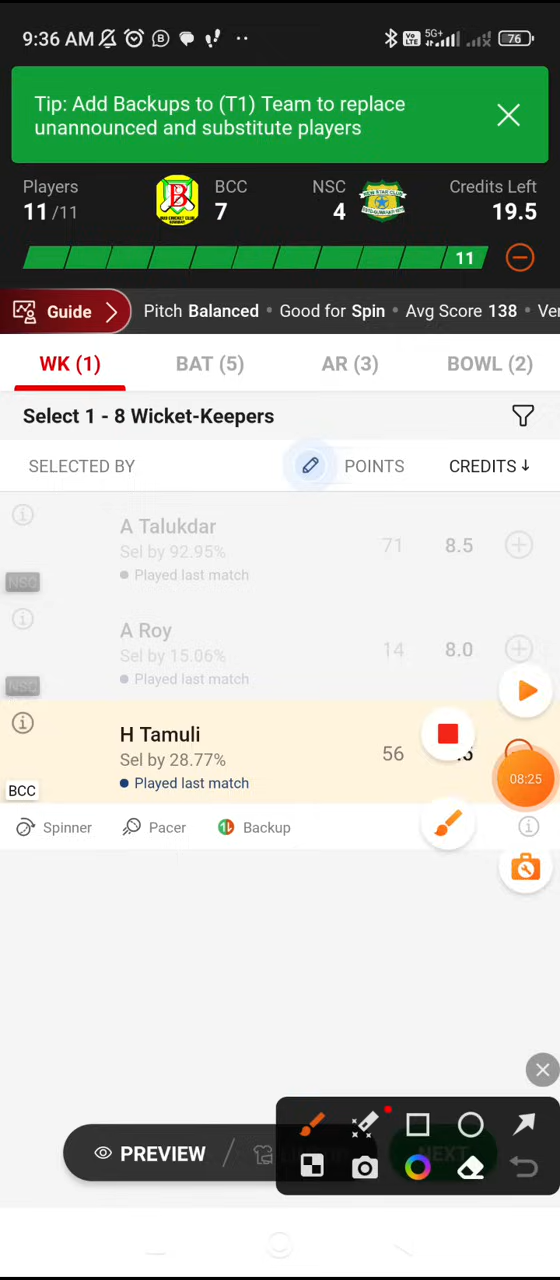 9:36 AM
5G+ 76
Tip: Add Backups to (T1) Team to replace
unannounced and substitute players
Players BCC NSC Credits Left
11/11 7 4 19.5
11
Guide Pitch Balanced • Good for Spin • Avg Score 138 • Ver
WK (1) BAT (5) AR (3) BOWL (2)
Select 1 - 8 Wicket-Keepers
SELECTED BY POINTS CREDITS↓
A Talukdar
Sel by 92.95% 71 8.5
Played last match
NSC
A Roy
Sel by 15.06% 14 8.0
Played last match
NSC
H Tamuli
Sel by 28.77% 56
Played last match
BCC
08:25
Spinner Pacer Backup
PREVIEW / NEXT